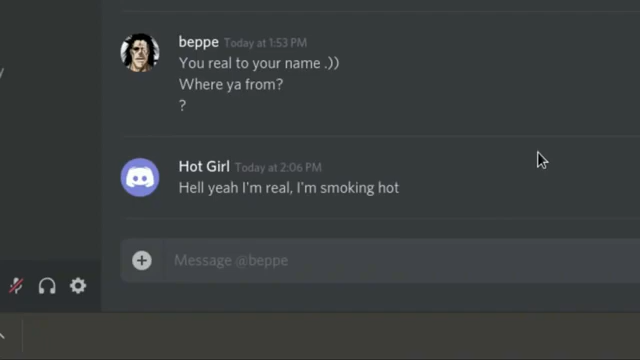 beppe Today at 1:53 PM
You real to your name .))
Where ya from?
?
Hot Girl Today at 2:06 PM
Hell yeah I'm real, I'm smoking hot
Message @beppe